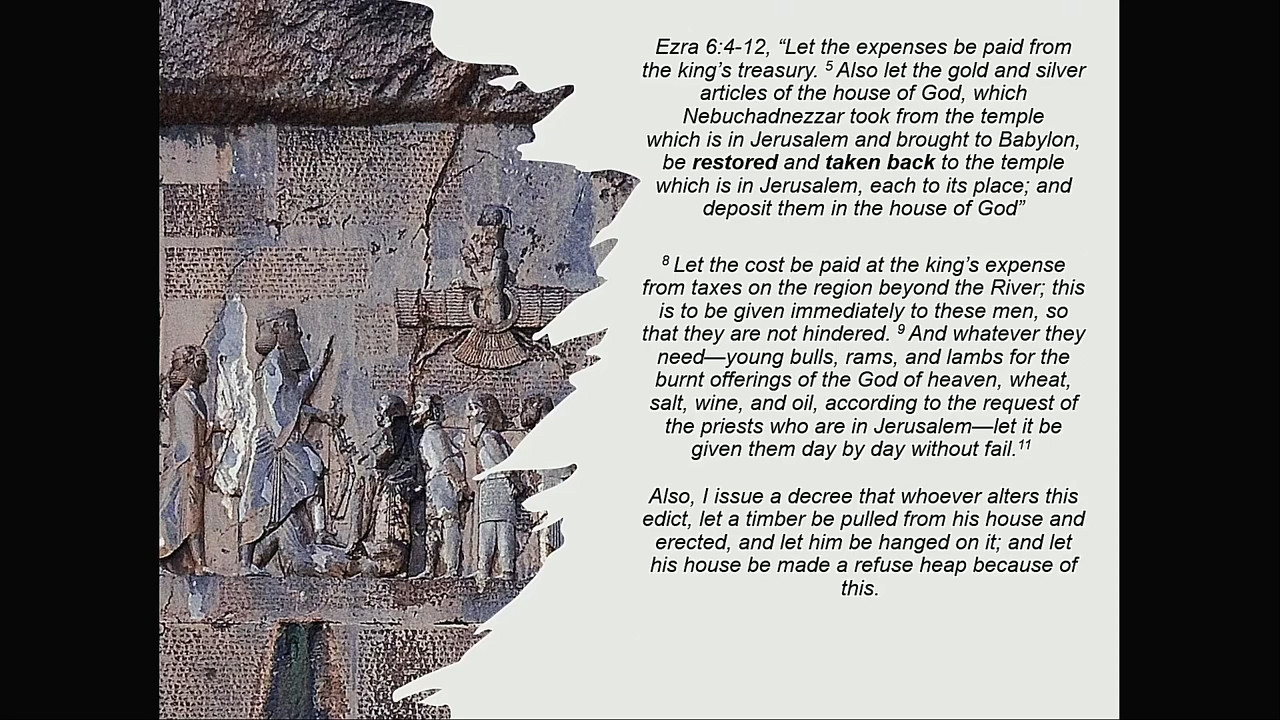 Ezra 6:4-12, “Let the expenses be paid from
the king’s treasury. ⁵ Also let the gold and silver
articles of the house of God, which
Nebuchadnezzar took from the temple
which is in Jerusalem and brought to Babylon,
be restored and taken back to the temple
which is in Jerusalem, each to its place; and
deposit them in the house of God”
⁸ Let the cost be paid at the king’s expense
from taxes on the region beyond the River; this
is to be given immediately to these men, so
that they are not hindered. ⁹ And whatever they
need—young bulls, rams, and lambs for the
burnt offerings of the God of heaven, wheat,
salt, wine, and oil, according to the request of
the priests who are in Jerusalem—let it be
given them day by day without fail.¹¹
Also, I issue a decree that whoever alters this
edict, let a timber be pulled from his house and
erected, and let him be hanged on it; and let
his house be made a refuse heap because of
this.